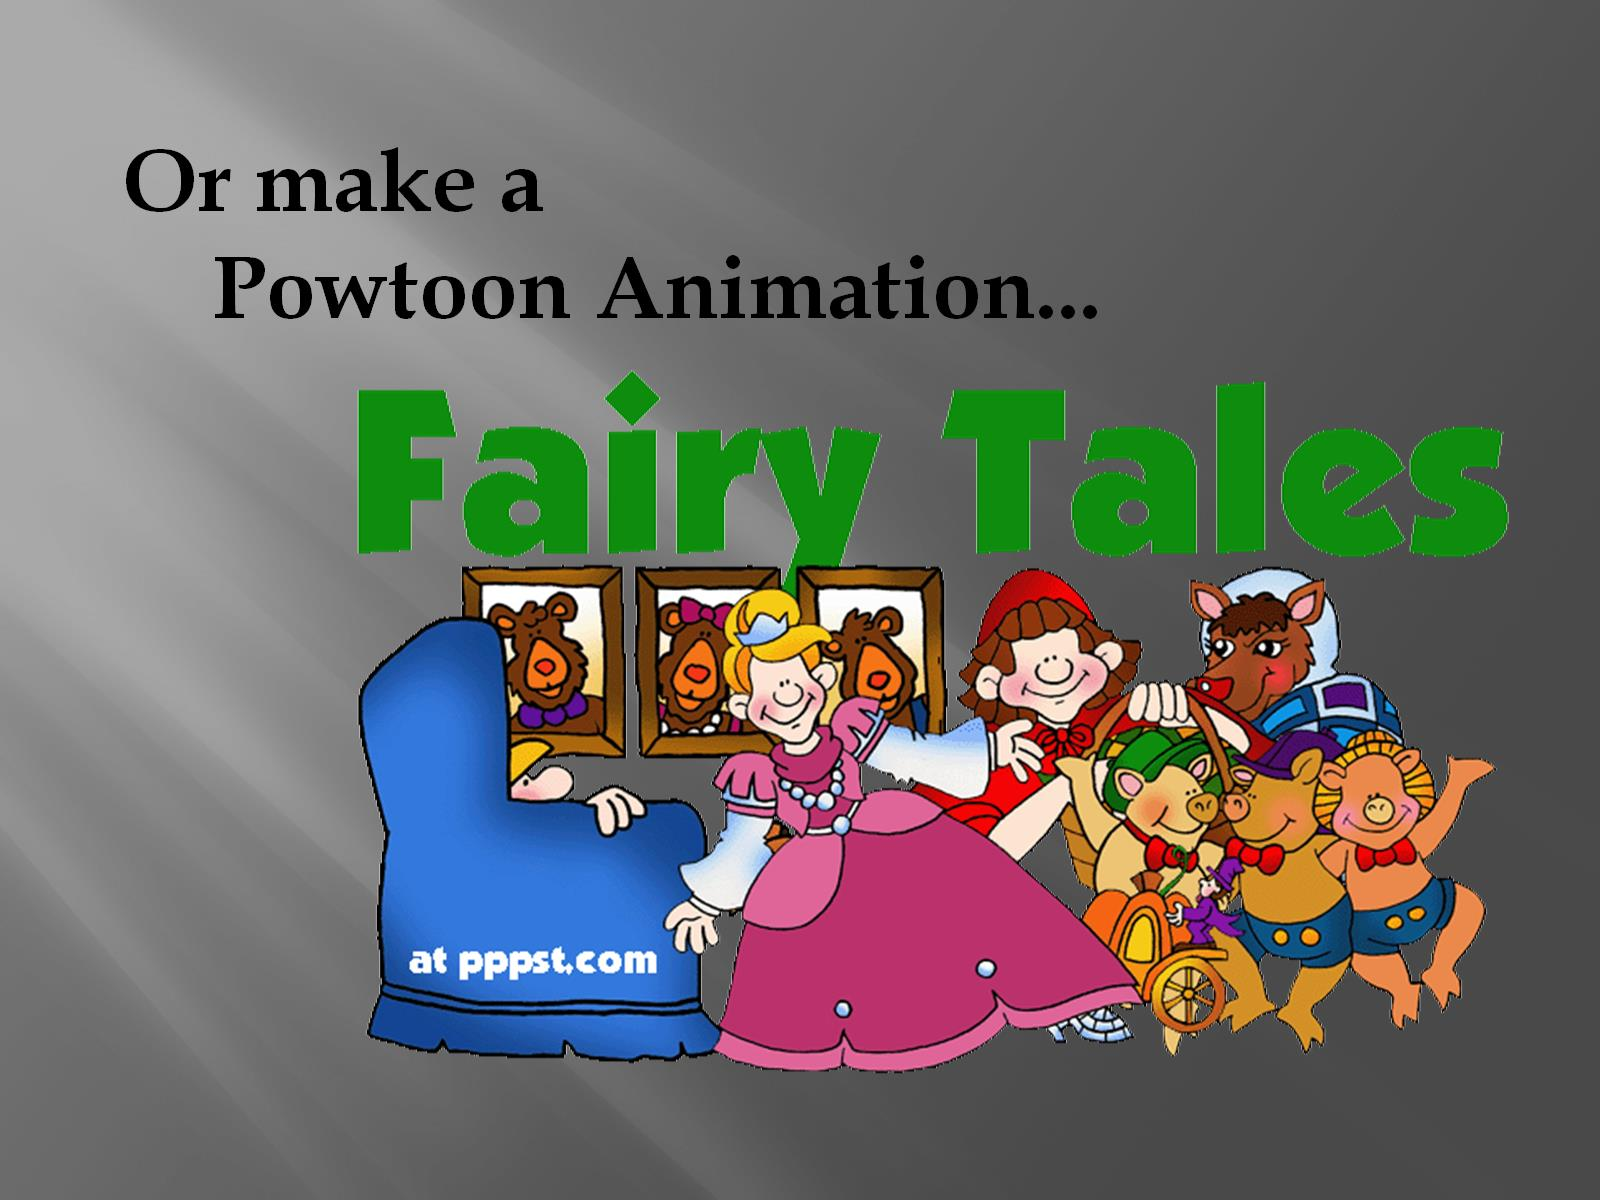 Or make a
Powtoon Animation...
Fairy Tales
at pppst.com